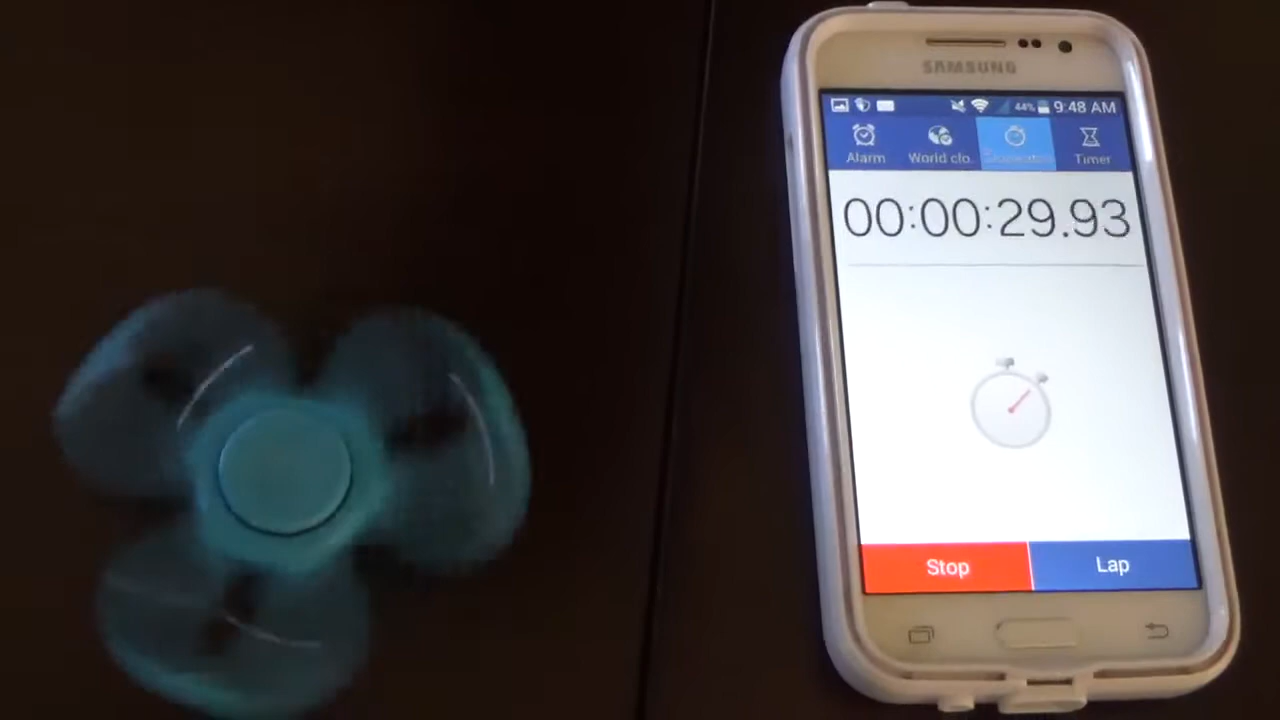 SAMSUNG
44% 9:48 AM
Alarm World clo. Timer
00:00:29.93
Stop Lap